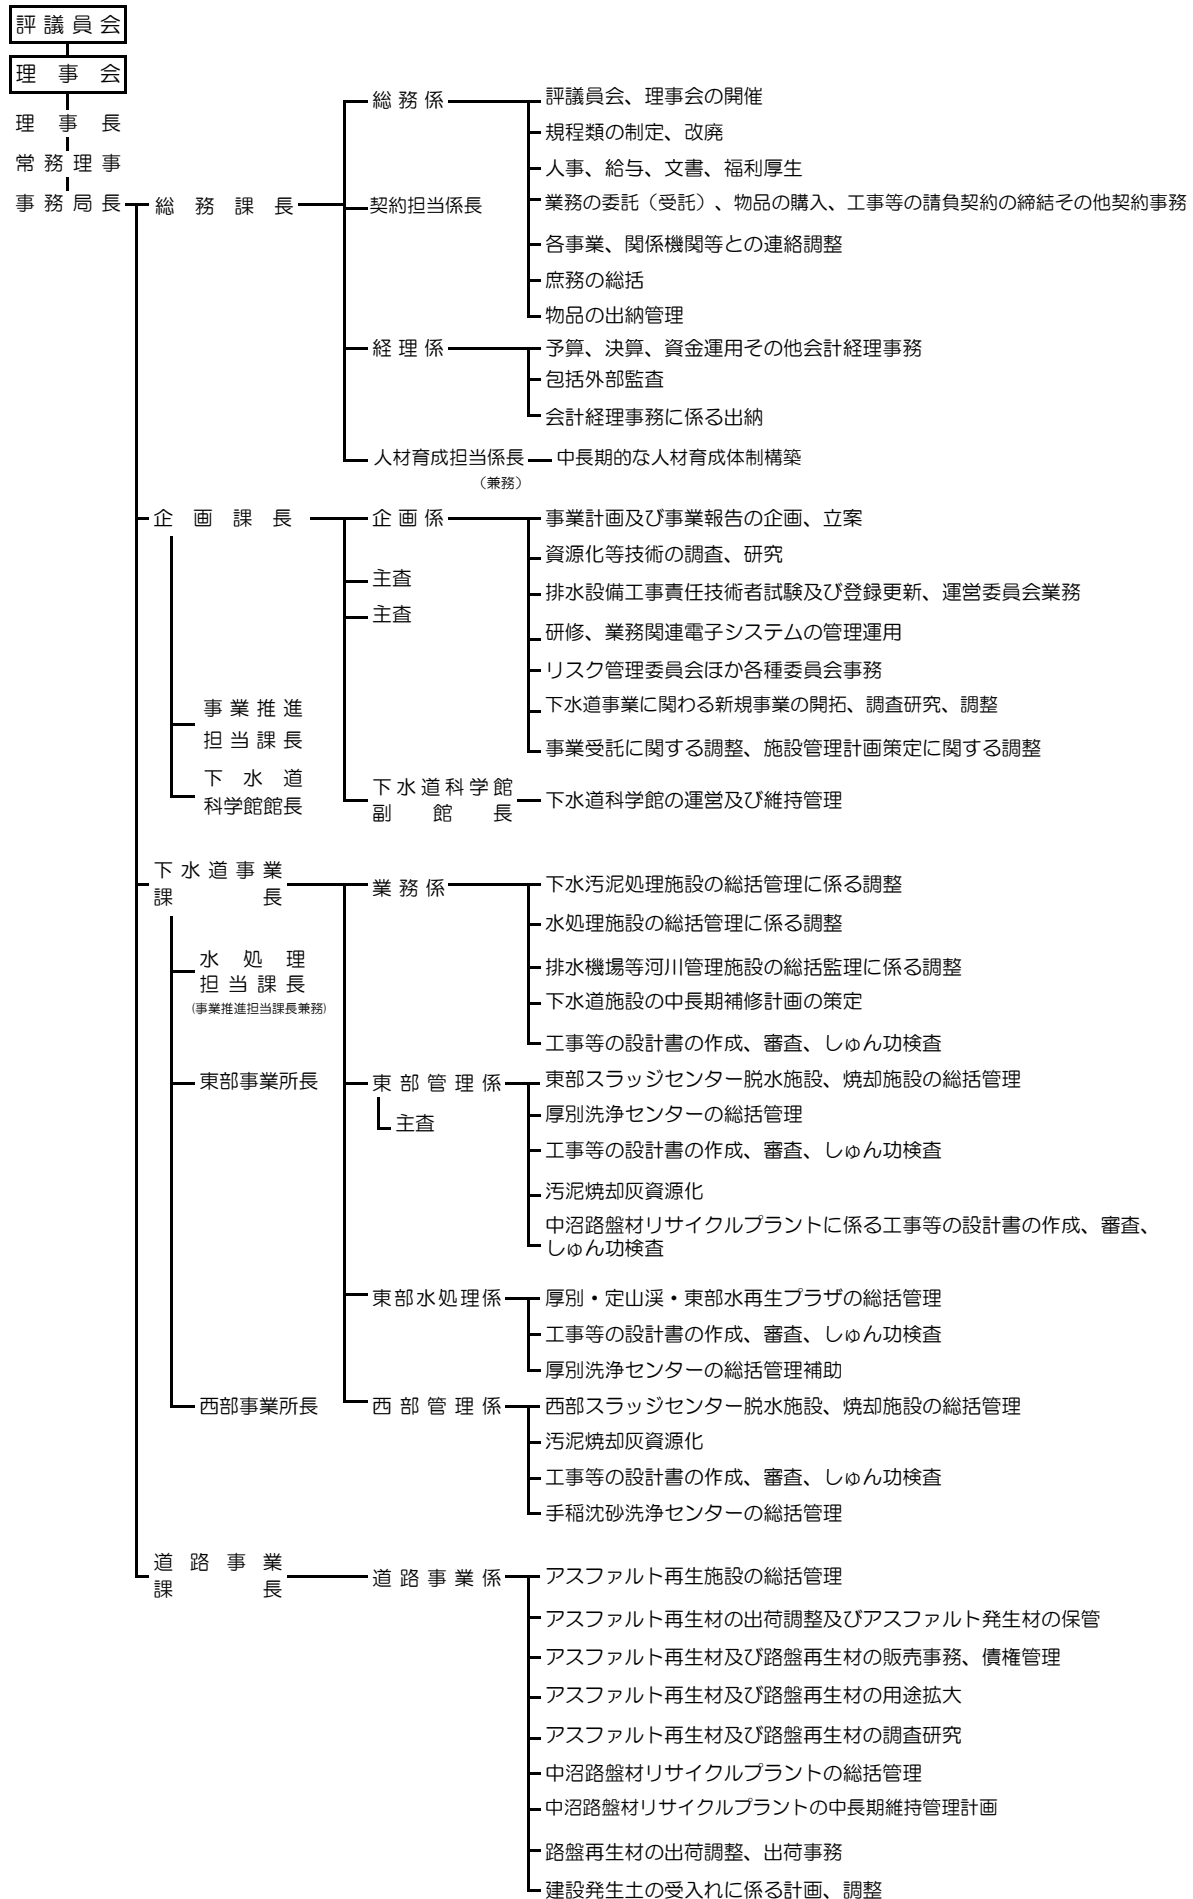 評議員会
理事会
理事長
常務理事
事務局長
総務課長
総務係
評議員会、理事会の開催
規程類の制定、改廃
人事、給与、文書、福利厚生
契約担当係長
業務の委託（受託）、物品の購入、工事等の請負契約の締結その他契約事務
各事業、関係機関等との連絡調整
庶務の総括
物品の出納管理
経理係
予算、決算、資金運用その他会計経理事務
包括外部監査
会計経理事務に係る出納
人材育成担当係長
（兼務）
中長期的な人材育成体制構築
企画課長
企画係
事業計画及び事業報告の企画、立案
資源化等技術の調査、研究
主査
排水設備工事責任技術者試験及び登録更新、運営委員会業務
主査
研修、業務関連電子システムの管理運用
リスク管理委員会ほか各種委員会事務
事業推進
担当課長
下水道事業に関わる新規事業の開拓、調査研究、調整
事業受託に関する調整、施設管理計画策定に関する調整
下水道
科学館館長
下水道科学館
副館長
下水道科学館の運営及び維持管理
下水道事業
課長
業務係
下水汚泥処理施設の総括管理に係る調整
水処理施設の総括管理に係る調整
水処理
担当課長
(事業推進担当課長兼務)
排水機場等河川管理施設の総括監理に係る調整
下水道施設の中長期補修計画の策定
工事等の設計書の作成、審査、しゅん功検査
東部事業所長
東部管理係
主査
東部スラッジセンター脱水施設、焼却施設の総括管理
厚別洗浄センターの総括管理
工事等の設計書の作成、審査、しゅん功検査
汚泥焼却灰資源化
中沼路盤材リサイクルプラントに係る工事等の設計書の作成、審査、
しゅん功検査
東部水処理係
厚別・定山渓・東部水再生プラザの総括管理
工事等の設計書の作成、審査、しゅん功検査
厚別洗浄センターの総括管理補助
西部事業所長
西部管理係
西部スラッジセンター脱水施設、焼却施設の総括管理
汚泥焼却灰資源化
工事等の設計書の作成、審査、しゅん功検査
手稲沈砂洗浄センターの総括管理
道路事業
課長
道路事業係
アスファルト再生施設の総括管理
アスファルト再生材の出荷調整及びアスファルト発生材の保管
アスファルト再生材及び路盤再生材の販売事務、債権管理
アスファルト再生材及び路盤再生材の用途拡大
アスファルト再生材及び路盤再生材の調査研究
中沼路盤材リサイクルプラントの総括管理
中沼路盤材リサイクルプラントの中長期維持管理計画
路盤再生材の出荷調整、出荷事務
建設発生土の受入れに係る計画、調整